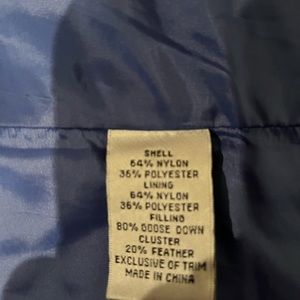 SHELL
64% NYLON
36% POLYESTER
LINING
64% NYLON
36% POLYESTER
FILLING
80% GOOSE DOWN
CLUSTER
20% FEATHER
EXCLUSIVE OF TRIM
MADE IN CHINA